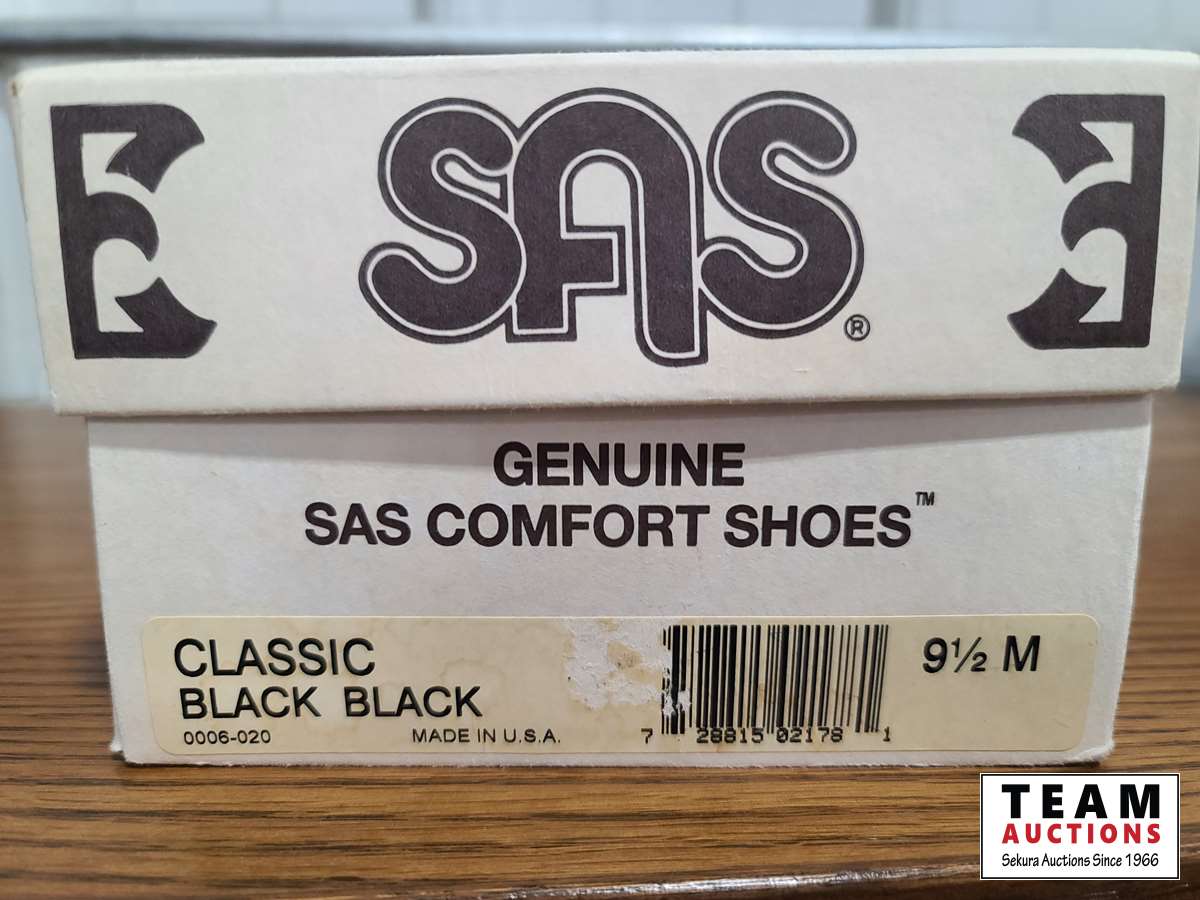 SAS®
GENUINE
SAS COMFORT SHOES™
CLASSIC
BLACK BLACK
0006-020
MADE IN U.S.A.
7 28815 02178 1
9½ M
TEAM
AUCTIONS
Sekura Auctions Since 1966